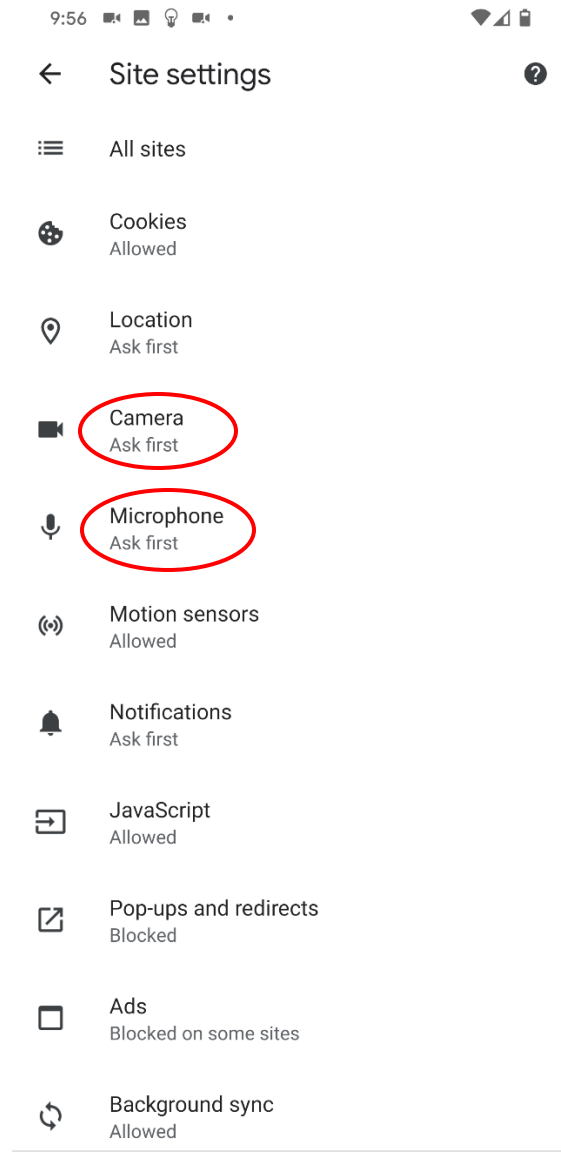 9:56
Site settings
All sites
Cookies
Allowed
Location
Ask first
Camera
Ask first
Microphone
Ask first
Motion sensors
Allowed
Notifications
Ask first
JavaScript
Allowed
Pop-ups and redirects
Blocked
Ads
Blocked on some sites
Background sync
Allowed